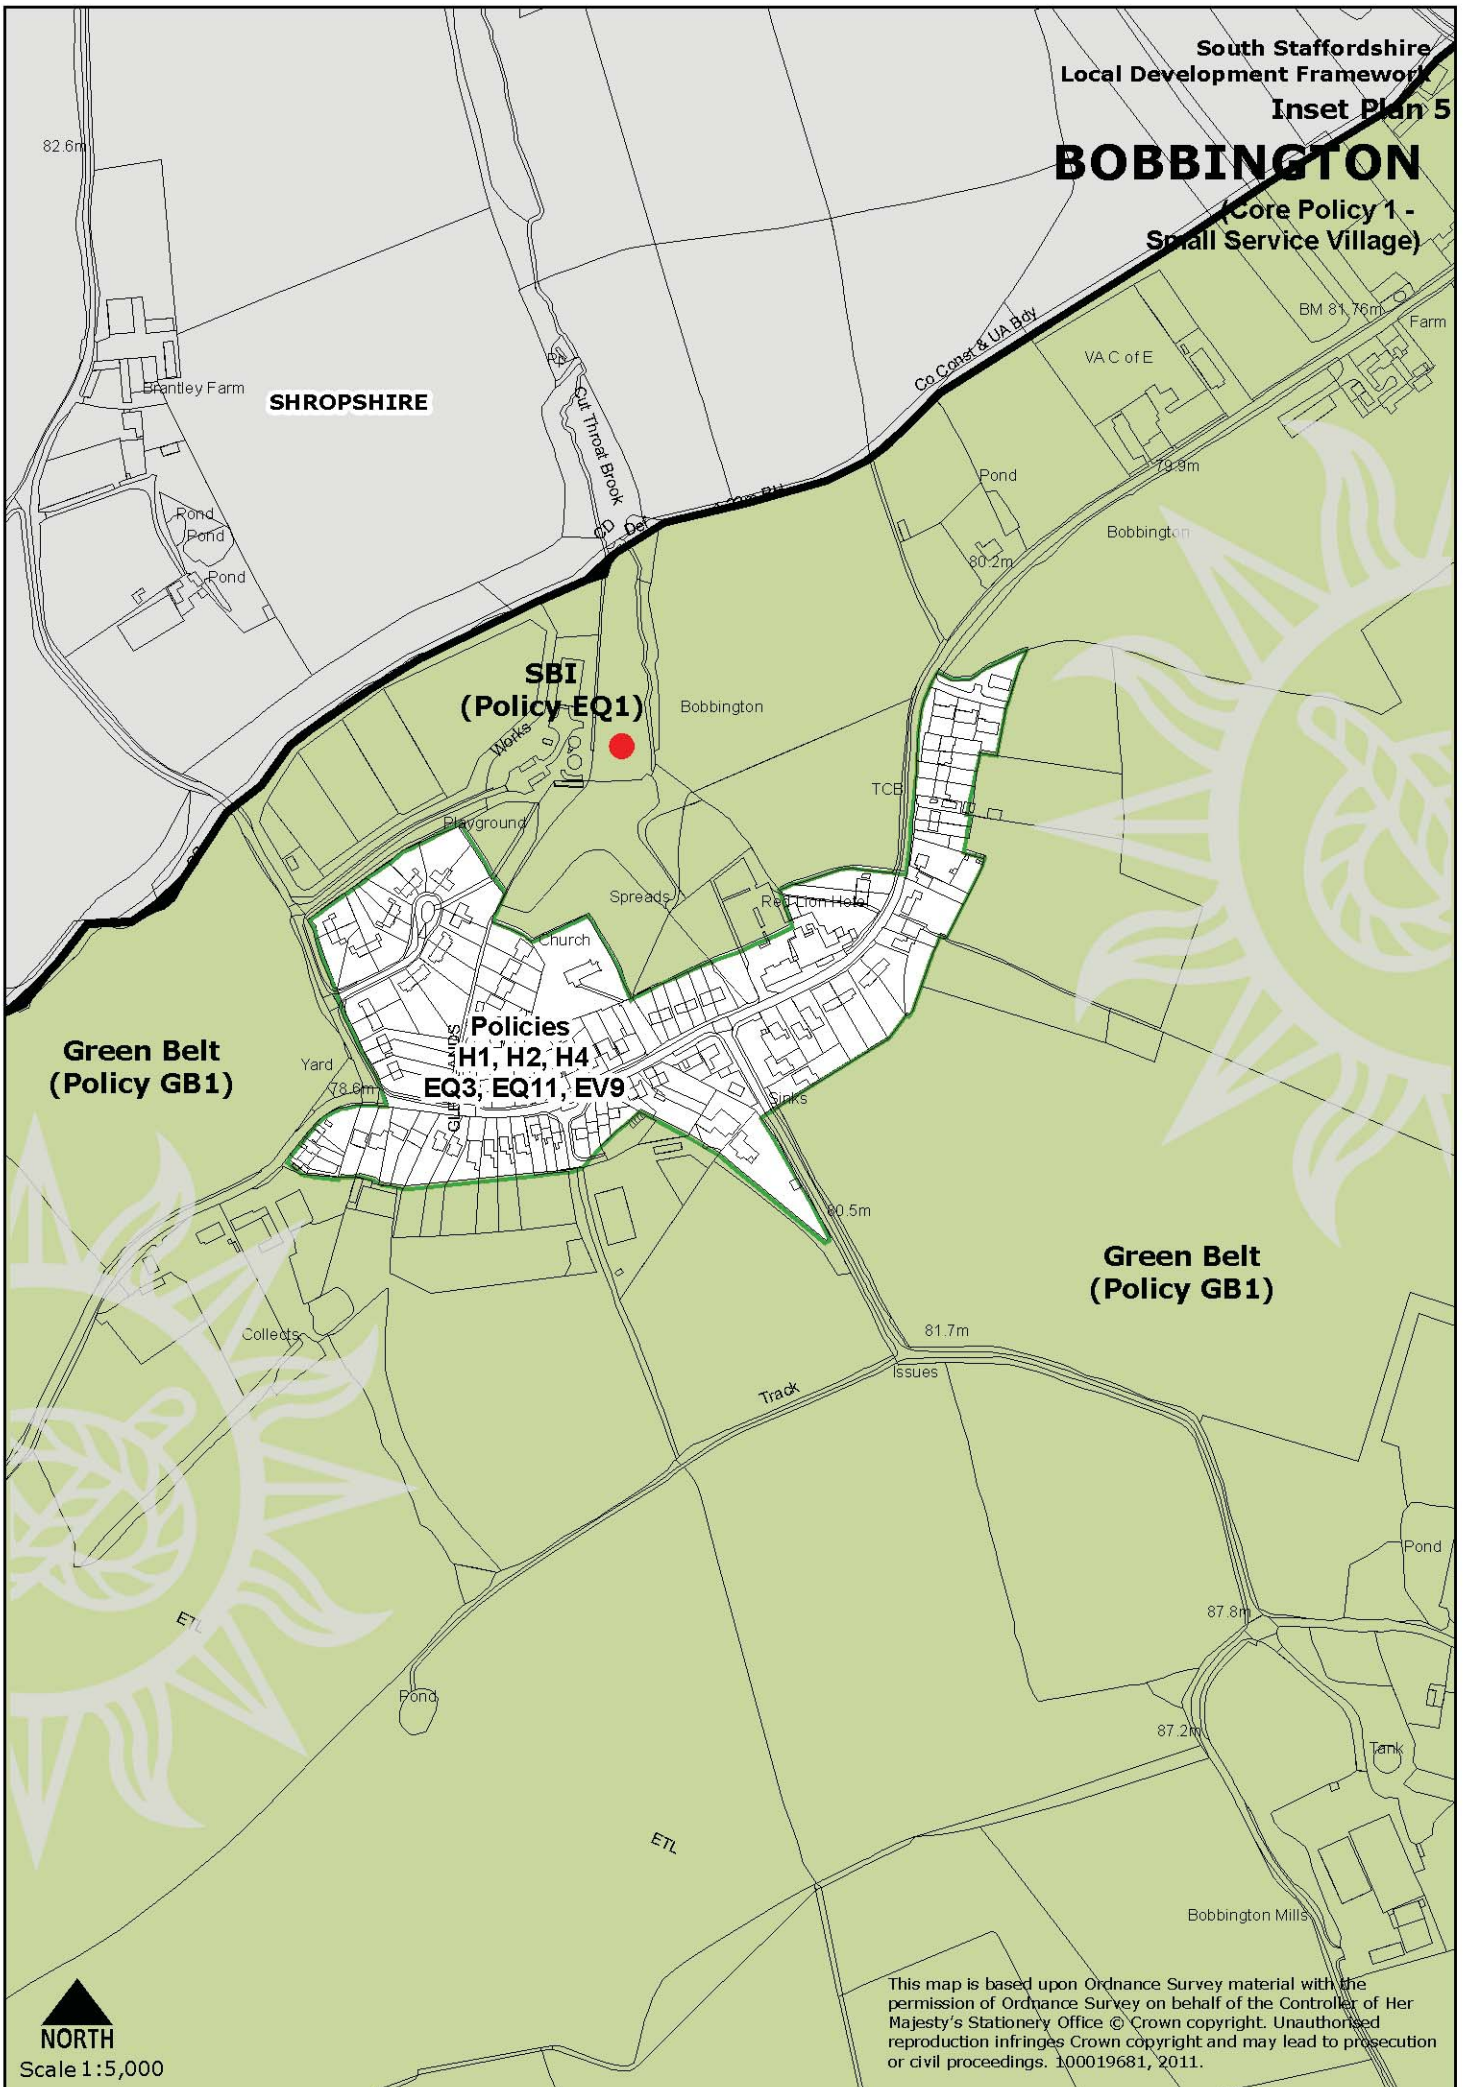 South Staffordshire
Local Development Framework
Inset Plan 5
BOBBINGTON
(Core Policy 1 -
Small Service Village)
82.6m
BM 81.76m
Farm
Co Const & UA Bdy
VA C of E
Brantley Farm
SHROPSHIRE
Cut Throat Brook
79.9m
Pond
Pond
Pond
Pond
CD Def
Bobbington
80.2m
SBI
(Policy EQ1)
Bobbington
Works
TCB
Playground
Spreads
Red Lion Hotel
Church
Policies
H1, H2, H4
EQ3, EQ11, EV9
Green Belt
(Policy GB1)
Yard
78.6m
Sinks
80.5m
Green Belt
(Policy GB1)
81.7m
Collects
Issues
Track
Pond
87.8m
ETL
Pond
87.2m
Tank
ETL
Bobbington Mills
NORTH
Scale 1:5,000
This map is based upon Ordnance Survey material with the
permission of Ordnance Survey on behalf of the Controller of Her
Majesty's Stationery Office © Crown copyright. Unauthorised
reproduction infringes Crown copyright and may lead to prosecution
or civil proceedings. 100019681, 2011.